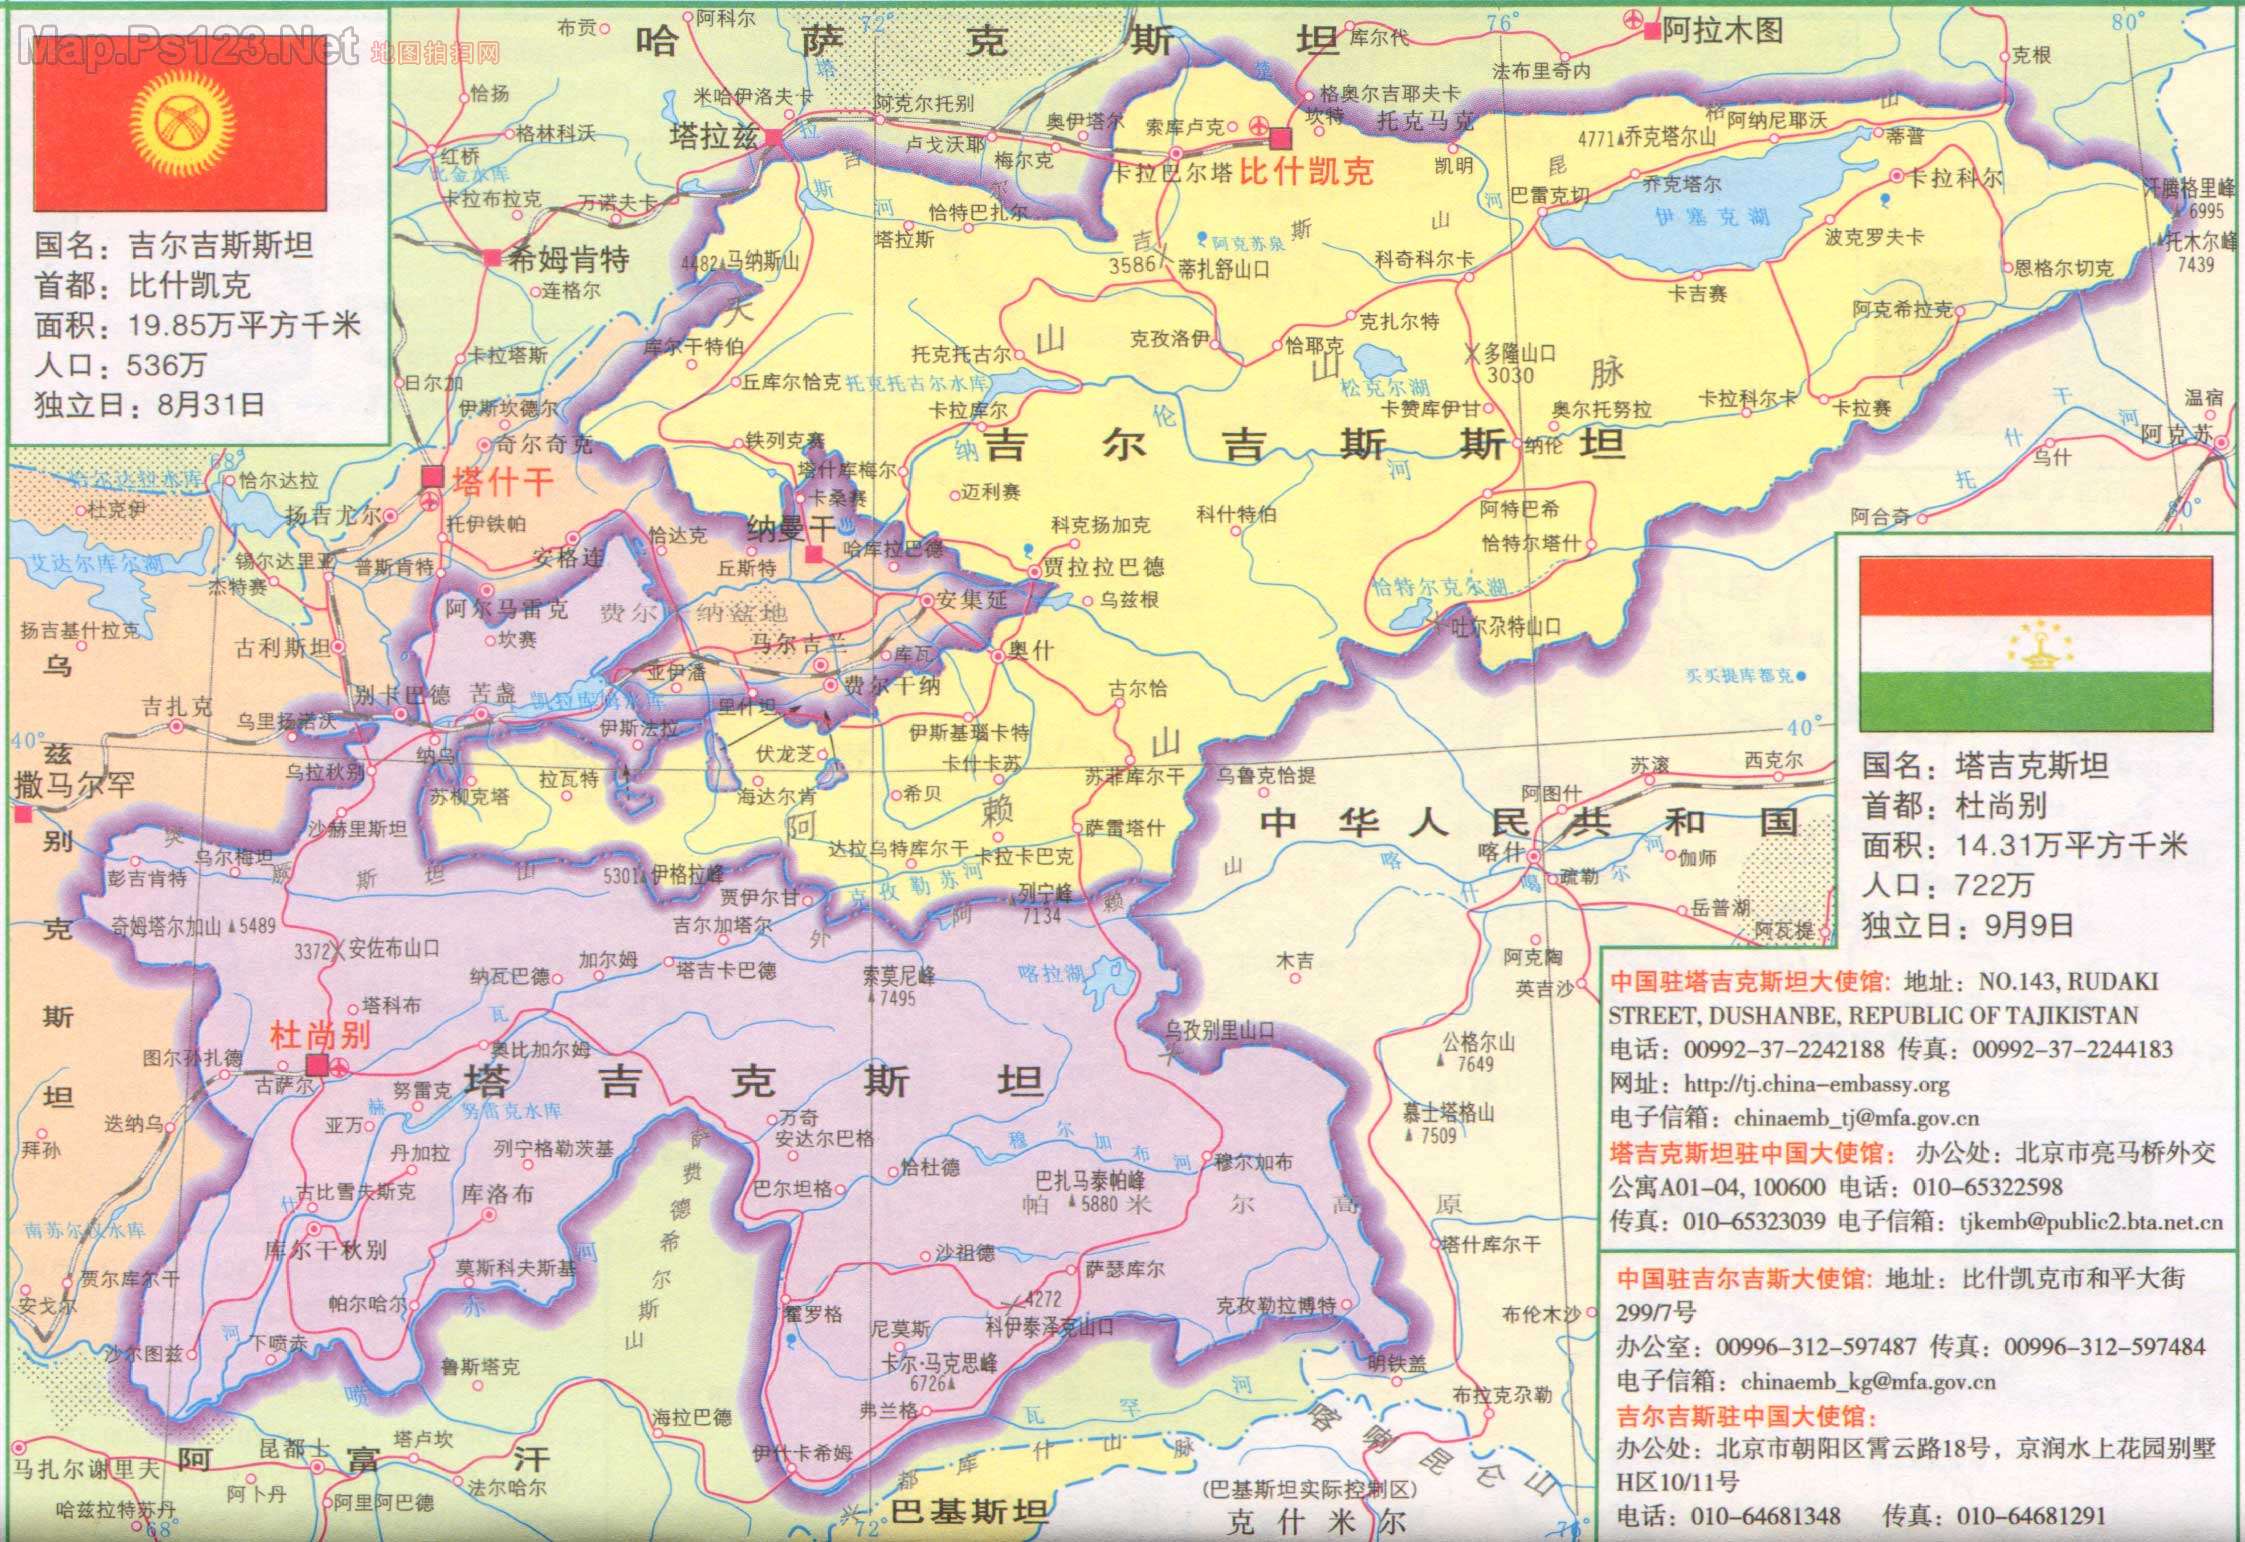 Map.Ps123.Net 地图拍扫网
国名：吉尔吉斯斯坦
首都：比什凯克
面积：19.85万平方千米
人口：536万
独立日：8月31日
哈 萨 克 斯 坦
72°
76°
80°
布贡
阿科尔
库尔代
阿拉木图
克根
法布里奇内
恰扬
米哈伊洛夫卡
阿克尔托别
格奥尔吉耶夫卡
格林科沃
塔拉兹
奥伊塔尔
索库卢克
坎特
托克马克
4771 乔克塔尔山
阿纳尼耶沃
蒂普
卢戈沃耶
梅尔克
卡拉巴尔塔
比什凯克
凯明
红桥
比金水库
卡拉布拉克
万诺夫卡
恰特巴扎尔
塔拉斯
巴雷克切
乔克塔尔
伊塞克湖
卡拉科尔
汗腾格里峰
6995
托木尔峰
7439
希姆肯特
连格尔
4482 马纳斯山
阿克苏泉
3586
蒂扎舒山口
科奇科尔卡
波克罗夫卡
恩格尔切克
卡吉赛
阿克希拉克
卡拉塔斯
库尔干特伯
克孜洛伊
恰耶克
克扎尔特
多隆山口
3030
日尔加
丘库尔恰克
托克托古尔
托克托古尔水库
松克尔湖
卡赞库伊甘
奥尔托努拉
卡拉科尔卡
卡拉赛
温宿
伊斯坎德尔
奇尔奇克
铁列克赛
卡拉库尔
吉 尔 吉 斯 斯 坦
纳伦
阿克苏
乌什
塔什干
塔什库梅尔
卡桑赛
迈利赛
科什特伯
阿特巴希
阿合奇
80°
68°
恰尔达拉水库
恰尔达拉
杜克伊
扬吉尤尔
托伊铁帕
恰达克
纳曼干
哈库拉巴德
科克扬加克
恰特尔塔什
艾达尔库尔湖
锡尔达里亚
杰特赛
普斯肯特
安格连
丘斯特
贾拉拉巴德
恰特尔克尔湖
阿尔马雷克
费尔干纳盆地
安集延
乌兹根
吐尔尕特山口
扬吉基什拉克
古利斯坦
坎赛
马尔吉兰
库瓦
奥什
买买提库都克
亚伊潘
费尔干纳
古尔恰
吉扎克
乌里扬诺沃
别卡巴德
苦盏
凯拉库姆水库
里什坦
伊斯法拉
伊斯基瑙卡特
40°
40°
纳乌
乌拉秋别
伏龙芝
卡什卡苏
苏菲库尔干
乌鲁克恰提
苏滚
西克尔
撒马尔罕
苏柳克塔
拉瓦特
海达尔肯
希贝
阿图什
沙赫里斯坦
达拉乌特库尔干
卡拉卡巴克
萨雷塔什
中 华 人 民 共 和 国
喀什
伽师
疏勒
乌尔梅坦
彭吉肯特
5301 伊格拉峰
贾伊尔甘
克孜勒苏河
列宁峰
7134
岳普湖
阿瓦提
奇姆塔尔加山 5489
吉尔加塔尔
3372 安佐布山口
纳瓦巴德
加尔姆
塔吉卡巴德
索莫尼峰
7495
喀拉湖
木吉
阿克陶
英吉沙
塔科布
杜尚别
奥比加尔姆
乌孜别里山口
公格尔山
7649
图尔孙扎德
古萨尔
努雷克
努雷克水库
塔 吉 克 斯 坦
慕士塔格山
7509
迭纳乌
亚万
丹加拉
列宁格勒茨基
万奇
安达尔巴格
恰杜德
穆尔加布河
穆尔加布
拜孙
古比雪夫斯克
库洛布
巴尔坦格
巴扎马泰帕峰
5880
帕米尔高原
南苏尔汉水库
库尔干秋别
沙祖德
萨瑟库尔
塔什库尔干
贾尔库尔干
安戈尔
莫斯科夫斯基
帕尔哈尔
霍罗格
4272
科伊泰泽克山口
克孜勒拉博特
布伦木沙
尼莫斯
沙尔图兹
下喷赤
鲁斯塔克
卡尔·马克思峰
6726
明铁盖
弗兰格
瓦罕河
布拉克尕勒
马扎尔谢里夫
阿 富 汗
昆都士
塔卢坎
海拉巴德
伊什卡希姆
法尔哈尔
阿卜丹
阿里阿巴德
哈兹拉特苏丹
68°
72°
巴基斯坦
(巴基斯坦实际控制区)
克什米尔
喀喇昆仑山
76°
乌 兹 别 克 斯 坦
国名：塔吉克斯坦
首都：杜尚别
面积：14.31万平方千米
人口：722万
独立日：9月9日
中国驻塔吉克斯坦大使馆: 地址：NO.143, RUDAKI
STREET, DUSHANBE, REPUBLIC OF TAJIKISTAN
电话：00992-37-2242188 传真：00992-37-2244183
网址：http://tj.china-embassy.org
电子信箱：chinaemb_tj@mfa.gov.cn
塔吉克斯坦驻中国大使馆： 办公处：北京市亮马桥外交
公寓A01-04, 100600 电话：010-65322598
传真：010-65323039 电子信箱：tjkemb@public2.bta.net.cn
中国驻吉尔吉斯大使馆: 地址：比什凯克市和平大街
299/7号
办公室：00996-312-597487 传真：00996-312-597484
电子信箱：chinaemb_kg@mfa.gov.cn
吉尔吉斯驻中国大使馆：
办公处：北京市朝阳区霄云路18号，京润水上花园别墅
H区10/11号
电话：010-64681348 传真：010-64681291